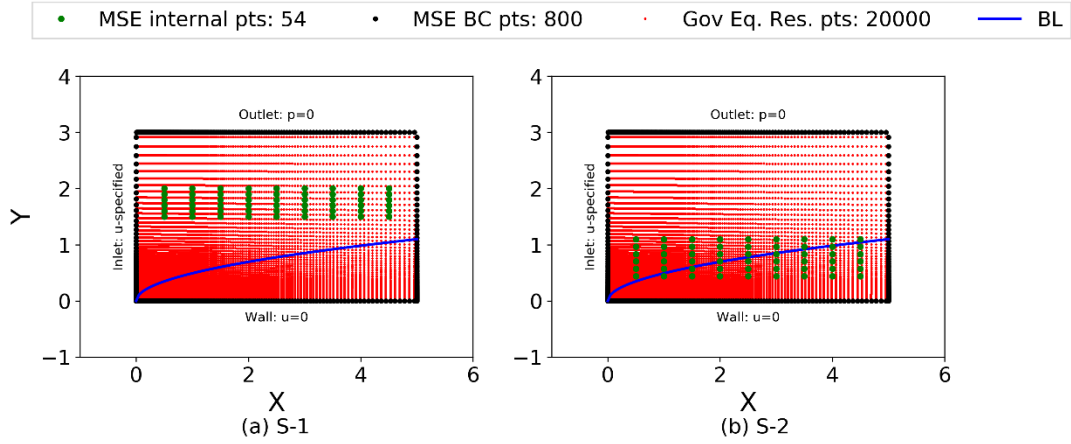 MSE internal pts: 54 MSE BC pts: 800 Gov Eq. Res. pts: 20000 BL
4
3
2
1
0
−1
Y
0 2 4 6
X
Outlet: p=0
Inlet: u-specified
Wall: u=0
(a) S-1
4
3
2
1
0
−1
0 2 4 6
X
Outlet: p=0
Inlet: u-specified
Wall: u=0
(b) S-2